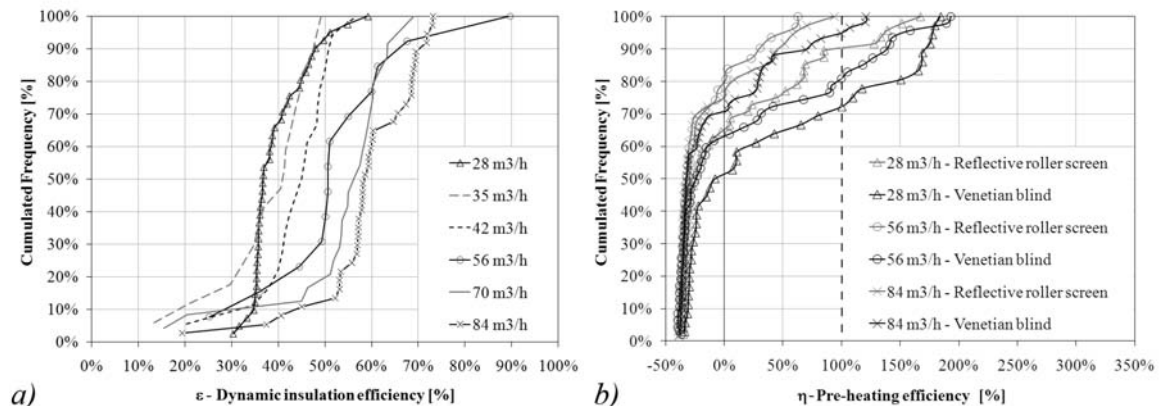 Cumulated Frequency [%]
100%
90%
80%
70%
60%
50%
40%
30%
20%
10%
0%
28 m3/h
35 m3/h
42 m3/h
56 m3/h
70 m3/h
84 m3/h
0% 10% 20% 30% 40% 50% 60% 70% 80% 90% 100%
a)
ε - Dynamic insulation efficiency [%]
Cumulated Frequency [%]
100%
90%
80%
70%
60%
50%
40%
30%
20%
10%
0%
28 m3/h - Reflective roller screen
28 m3/h - Venetian blind
56 m3/h - Reflective roller screen
56 m3/h - Venetian blind
84 m3/h - Reflective roller screen
84 m3/h - Venetian blind
-50% 0% 50% 100% 150% 200% 250% 300% 350%
b)
η - Pre-heating efficiency [%]